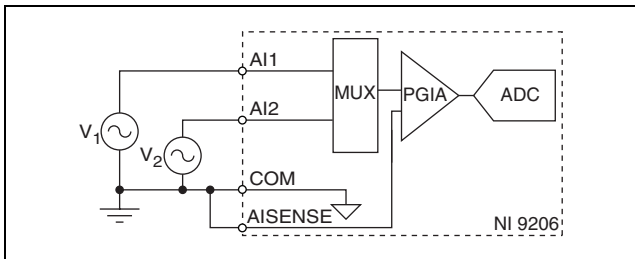 AI1
MUX
PGIA
ADC
AI2
V1
V2
COM
AISENSE
NI 9206